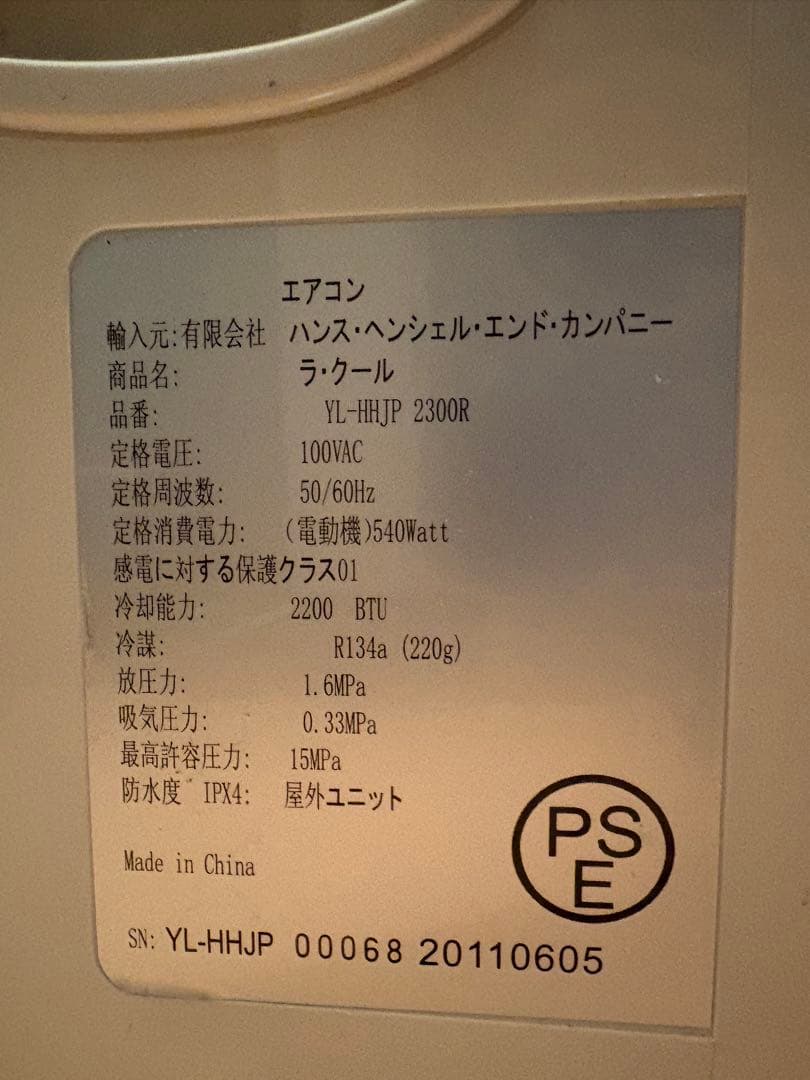 エアコン
輸入元:有限会社 ハンス・ヘンシェル・エンド・カンパニー
商品名: ラ・クール
品番: YL-HHJP 2300R
定格電圧: 100VAC
定格周波数: 50/60Hz
定格消費電力: (電動機)540Watt
感電に対する保護クラス01
冷却能力: 2200 BTU
冷謀: R134a (220g)
放圧力: 1.6MPa
吸気圧力: 0.33MPa
最高許容圧力: 15MPa
防水度 IPX4: 屋外ユニット
PS
E
Made in China
SN: YL-HHJP 00068 20110605